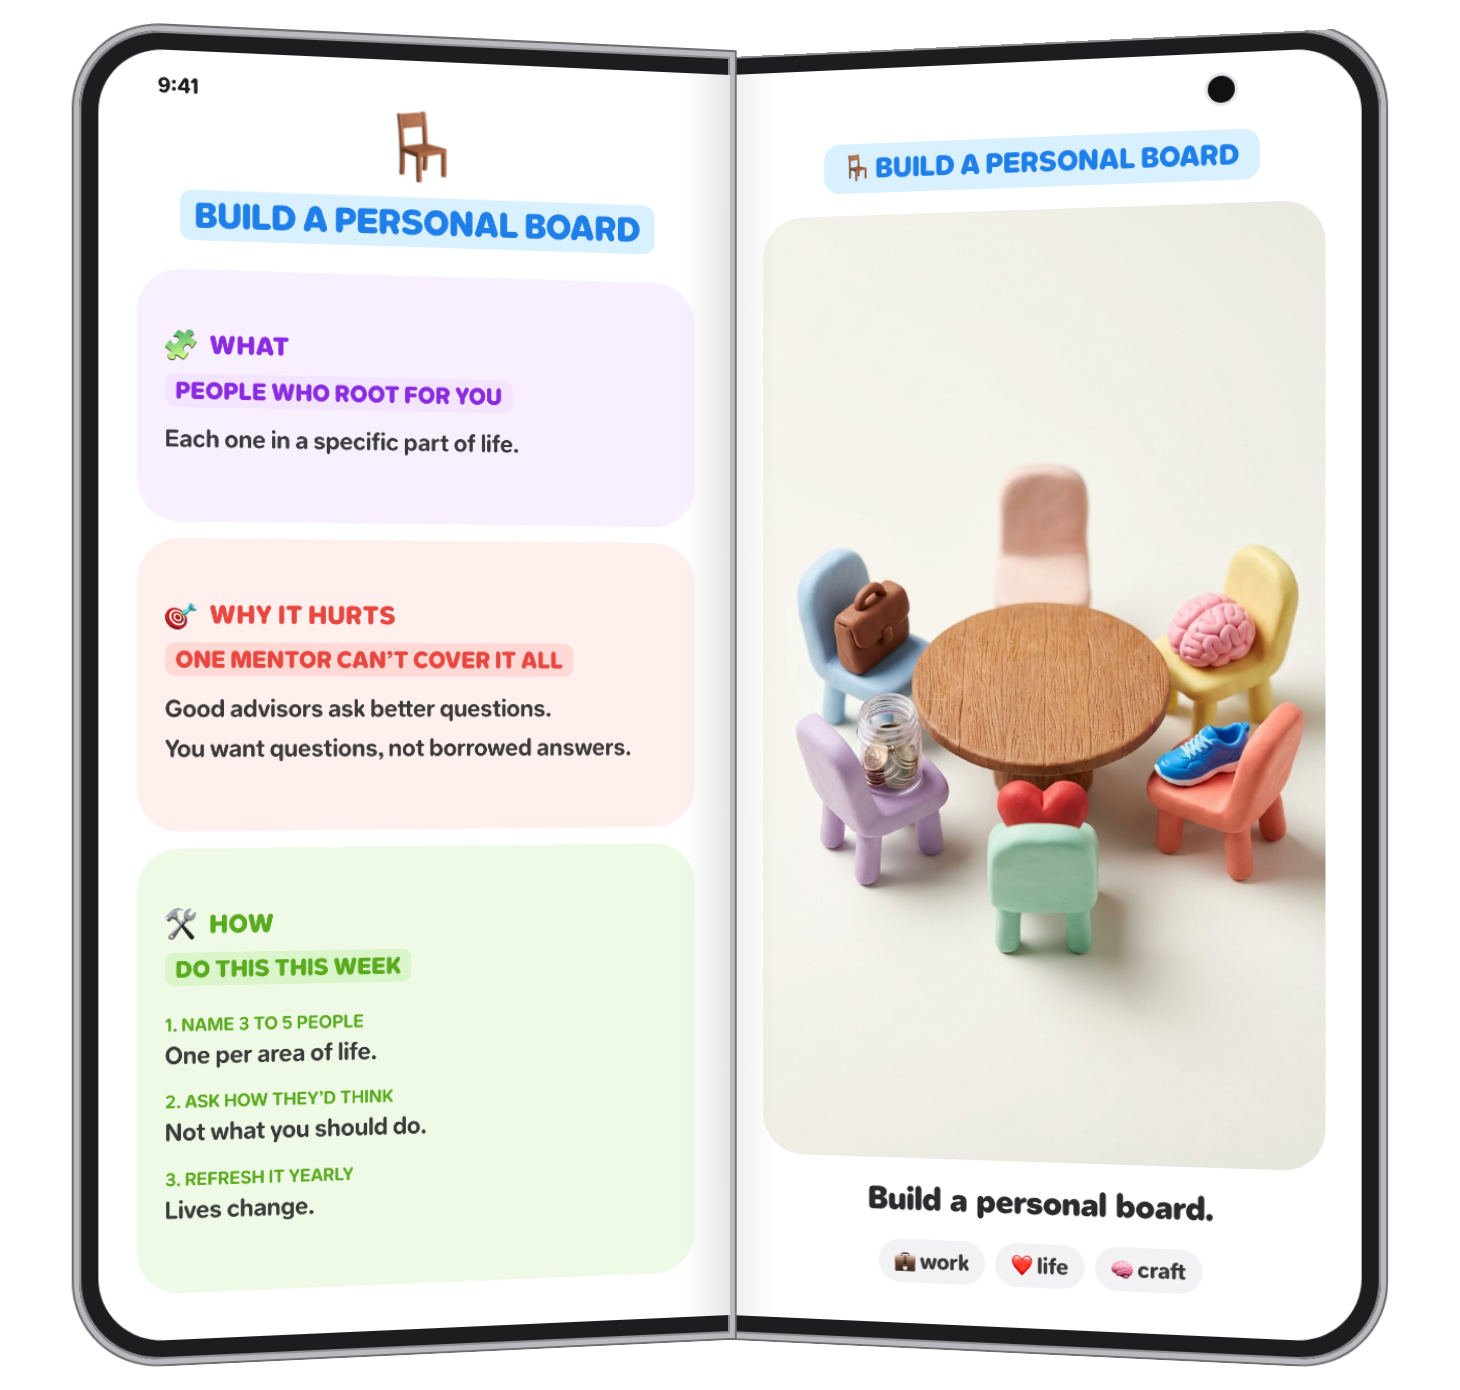 9:41
BUILD A PERSONAL BOARD
WHAT
PEOPLE WHO ROOT FOR YOU
Each one in a specific part of life.
WHY IT HURTS
ONE MENTOR CAN'T COVER IT ALL
Good advisors ask better questions.
You want questions, not borrowed answers.
HOW
DO THIS THIS WEEK
1. NAME 3 TO 5 PEOPLE
One per area of life.
2. ASK HOW THEY'D THINK
Not what you should do.
3. REFRESH IT YEARLY
Lives change.
BUILD A PERSONAL BOARD
Build a personal board.
work life craft